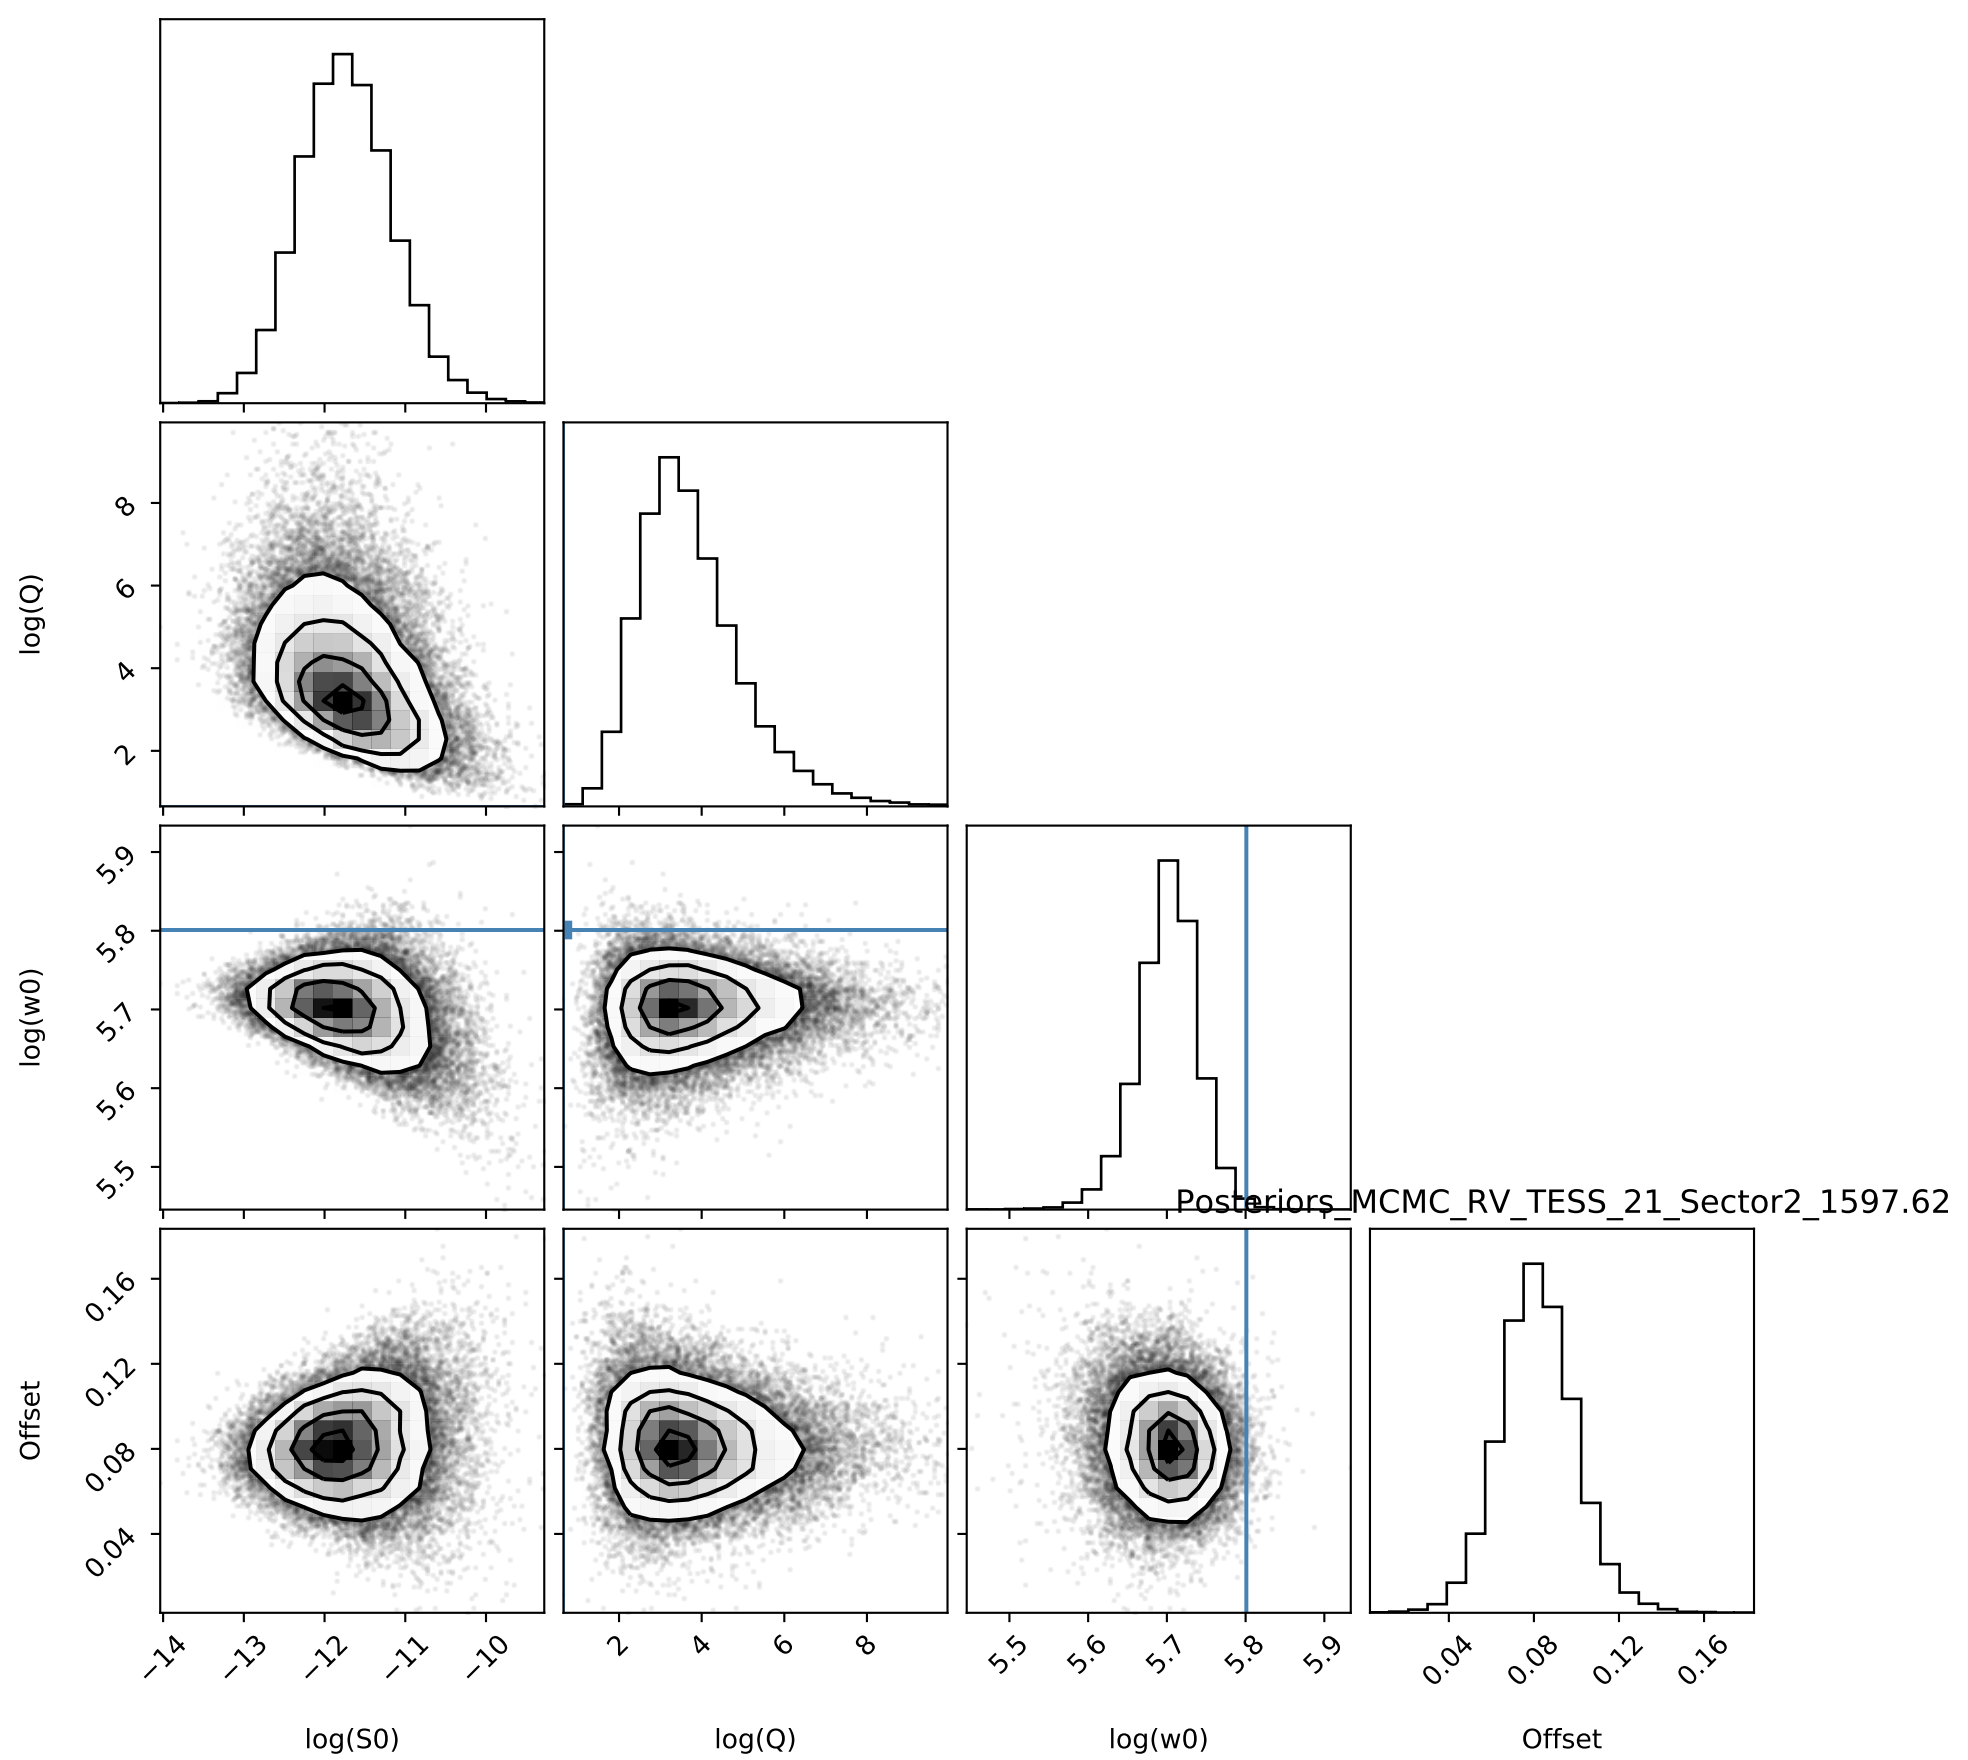 8
6
4
2
log(Q)
5.9
5.8
5.7
5.6
5.5
log(w0)
Posteriors_MCMC_RV_TESS_21_Sector2_1597.62
0.16
0.12
0.08
0.04
Offset
−14 −13 −12 −11 −10 2 4 6 8 5.5 5.6 5.7 5.8 5.9 0.04 0.08 0.12 0.16
log(S0) log(Q) log(w0) Offset